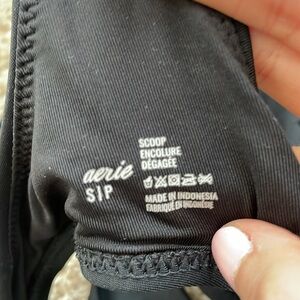 aerie
S|P
SCOOP
ENCOLURE
DÉGAGÉE
MADE IN INDONESIA
FABRIQUÉ EN INDONÉSIE